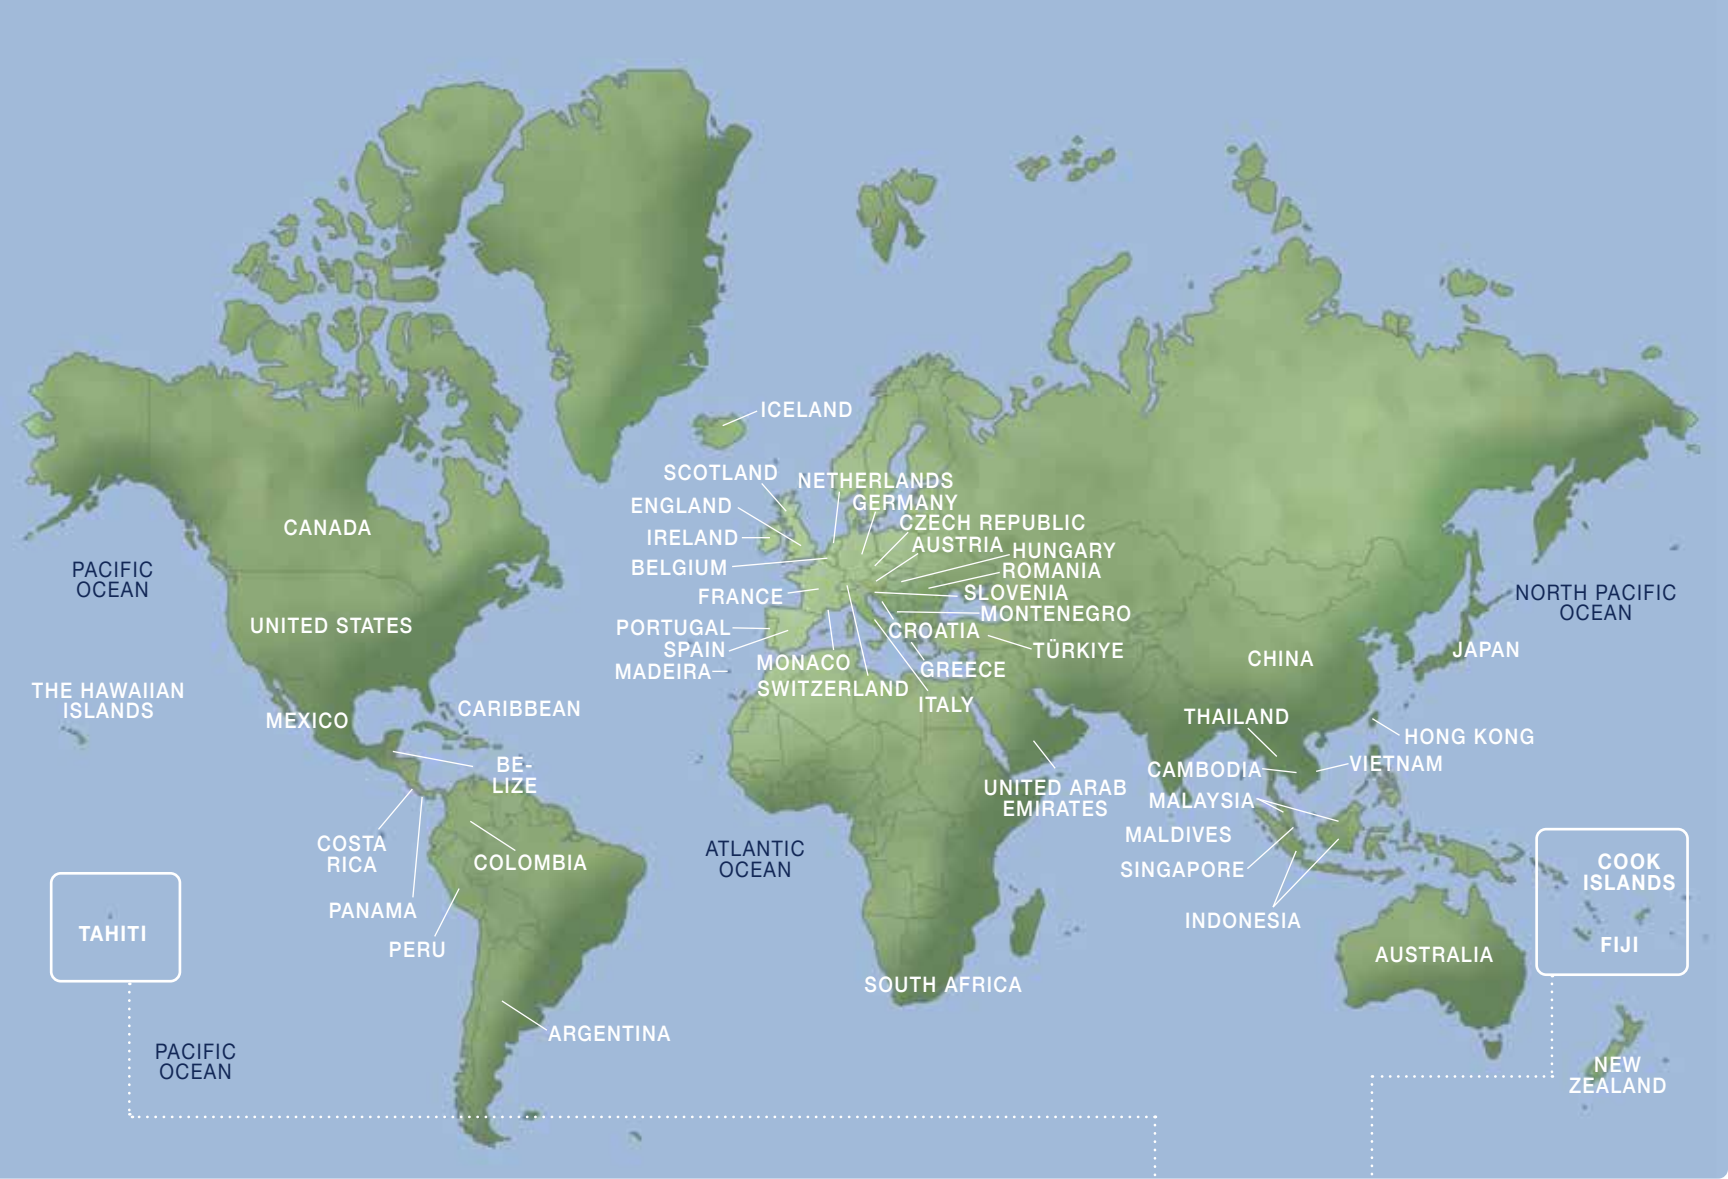 ICELAND
SCOTLAND
NETHERLANDS
ENGLAND
GERMANY
CZECH REPUBLIC
CANADA
IRELAND
AUSTRIA
HUNGARY
BELGIUM
ROMANIA
PACIFIC
OCEAN
FRANCE
SLOVENIA
NORTH PACIFIC
OCEAN
MONTENEGRO
UNITED STATES
PORTUGAL
CROATIA
SPAIN
TÜRKIYE
JAPAN
CHINA
MONACO
MADEIRA
GREECE
SWITZERLAND
THE HAWAIIAN
ISLANDS
ITALY
CARIBBEAN
MEXICO
THAILAND
HONG KONG
BE-
LIZE
CAMBODIA
VIETNAM
UNITED ARAB
EMIRATES
MALAYSIA
MALDIVES
COSTA
RICA
COLOMBIA
ATLANTIC
OCEAN
SINGAPORE
COOK
ISLANDS
PANAMA
INDONESIA
TAHITI
FIJI
PERU
AUSTRALIA
SOUTH AFRICA
ARGENTINA
PACIFIC
OCEAN
NEW
ZEALAND